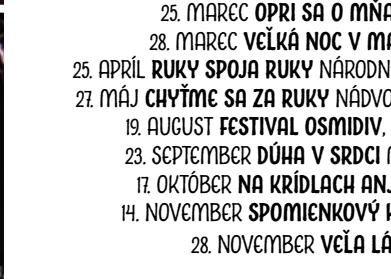 25. MAREC OPRI SA O MŇA
28. MAREC VEĽKÁ NOC V
25. APRÍL RUKY SPOJA RUKY
27. MÁJ CHYŤME SA ZA RUKY
19. AUGUST FESTIVAL OSMIDIV,
23. SEPTEMBER DÚHA V SRDCI
17. OKTÓBER NA KRÍDLACH
14. NOVEMBER SPOMIENKOVÝ
28. NOVEMBER VEĽA